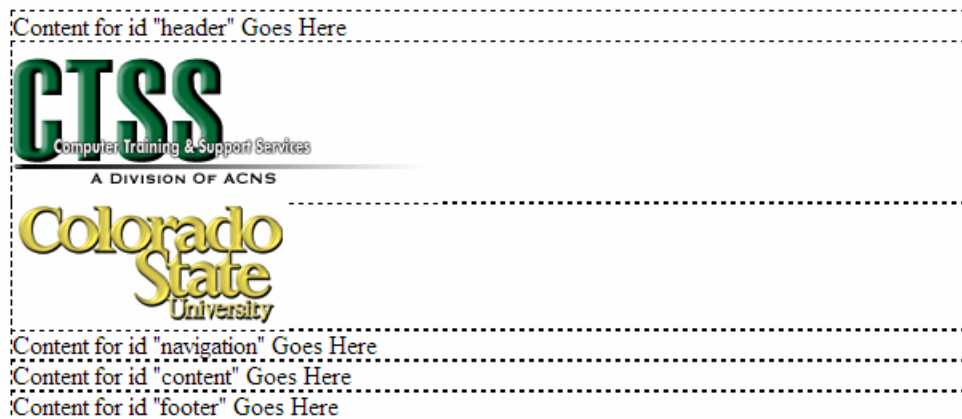 Content for id "header" Goes Here
CTSS
Computer Training & Support Services
A DIVISION OF ACNS
Colorado
State
University
Content for id "navigation" Goes Here
Content for id "content" Goes Here
Content for id "footer" Goes Here